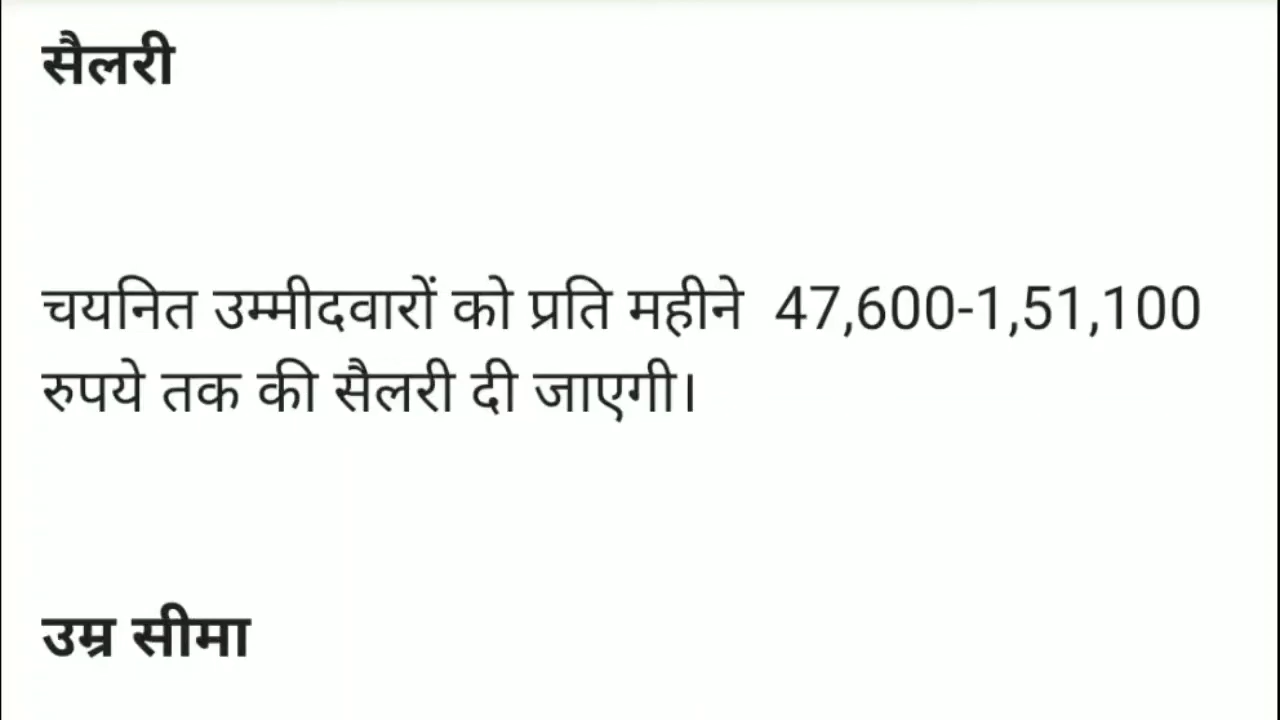 सैलरी
चयनित उम्मीदवारों को प्रति महीने 47,600-1,51,100
रुपये तक की सैलरी दी जाएगी।
उम्र सीमा